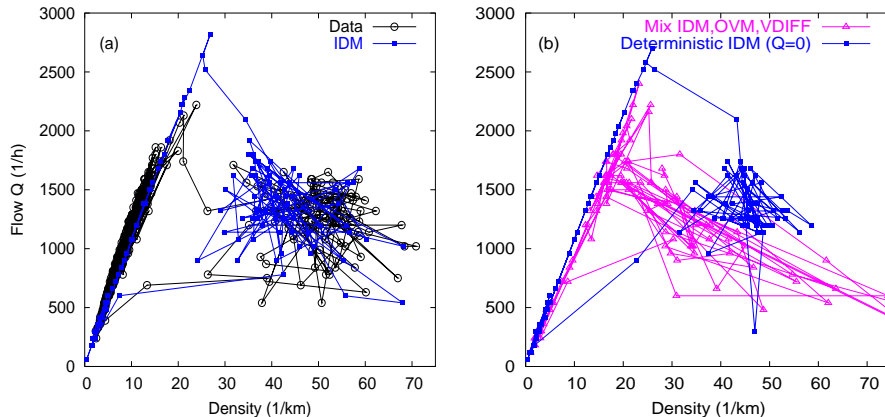 3000
2500
2000
1500
1000
500
0
Flow Q (1/h)
(a)
Data
IDM
0 10 20 30 40 50 60 70 80
Density (1/km)
3000
2500
2000
1500
1000
500
0
(b)
Mix IDM,OVM,VDIFF
Deterministic IDM (Q=0)
0 10 20 30 40 50 60 70
Density (1/km)